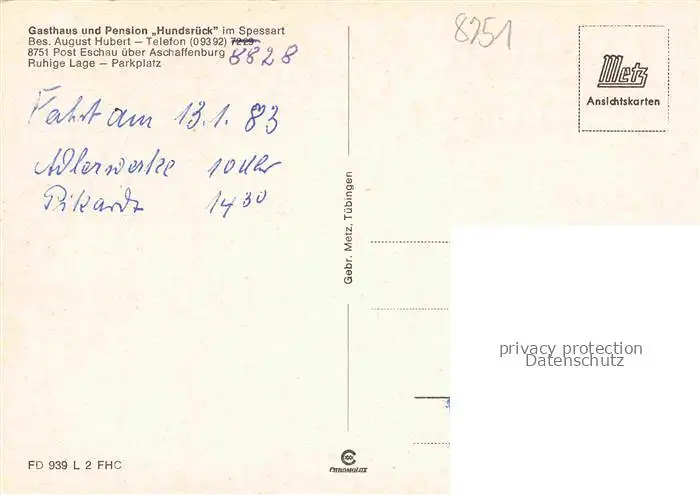 Gasthaus und Pension „Hundsrück" im Spessart
Bes. August Hubert – Telefon (09392) 7229
8828
8751 Post Eschau über Aschaffenburg
Ruhige Lage – Parkplatz
8751
Metz
Ansichtskarten
Fahrt am 13.1.83
Adlerwerke 10 Uhr
Pikardt 14 30
Gebr. Metz, Tübingen
privacy protection
Datenschutz
FD 939 L 2 FHC
CHROMOLUX